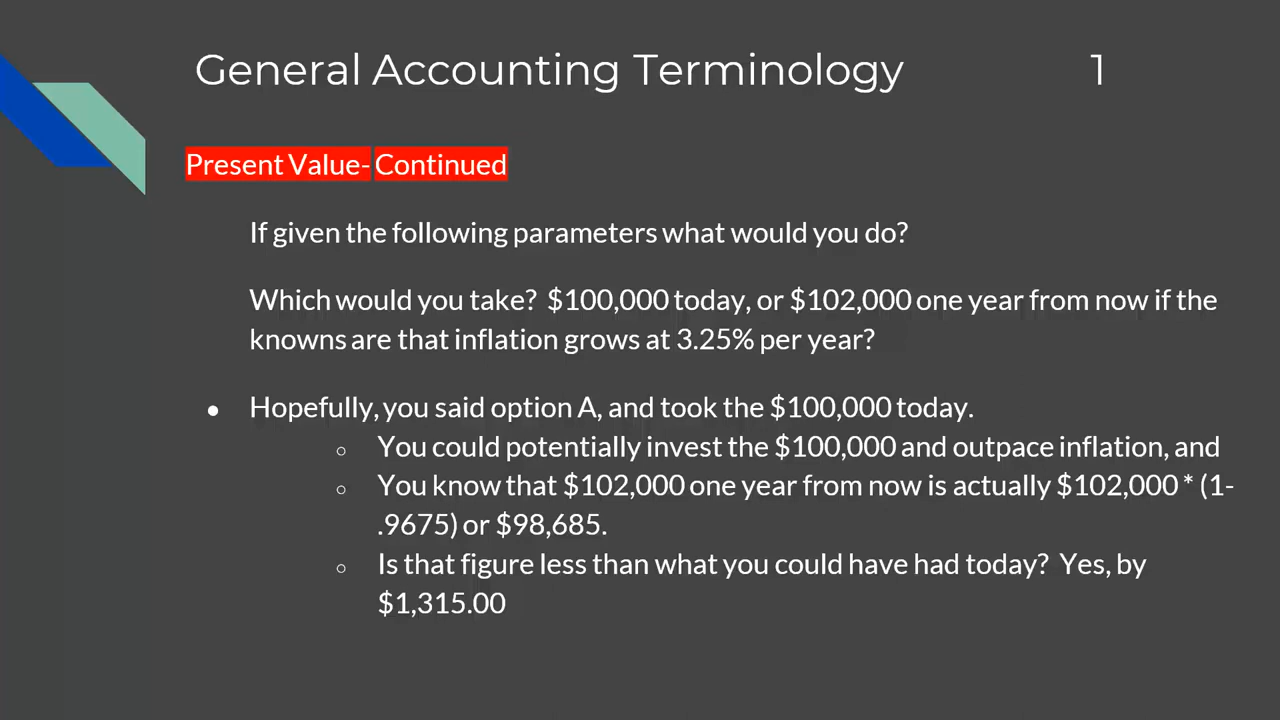 General Accounting Terminology 1
Present Value- Continued
If given the following parameters what would you do?
Which would you take? $100,000 today, or $102,000 one year from now if the
knowns are that inflation grows at 3.25% per year?
● Hopefully, you said option A, and took the $100,000 today.
○ You could potentially invest the $100,000 and outpace inflation, and
○ You know that $102,000 one year from now is actually $102,000 * (1-
.9675) or $98,685.
○ Is that figure less than what you could have had today? Yes, by
$1,315.00